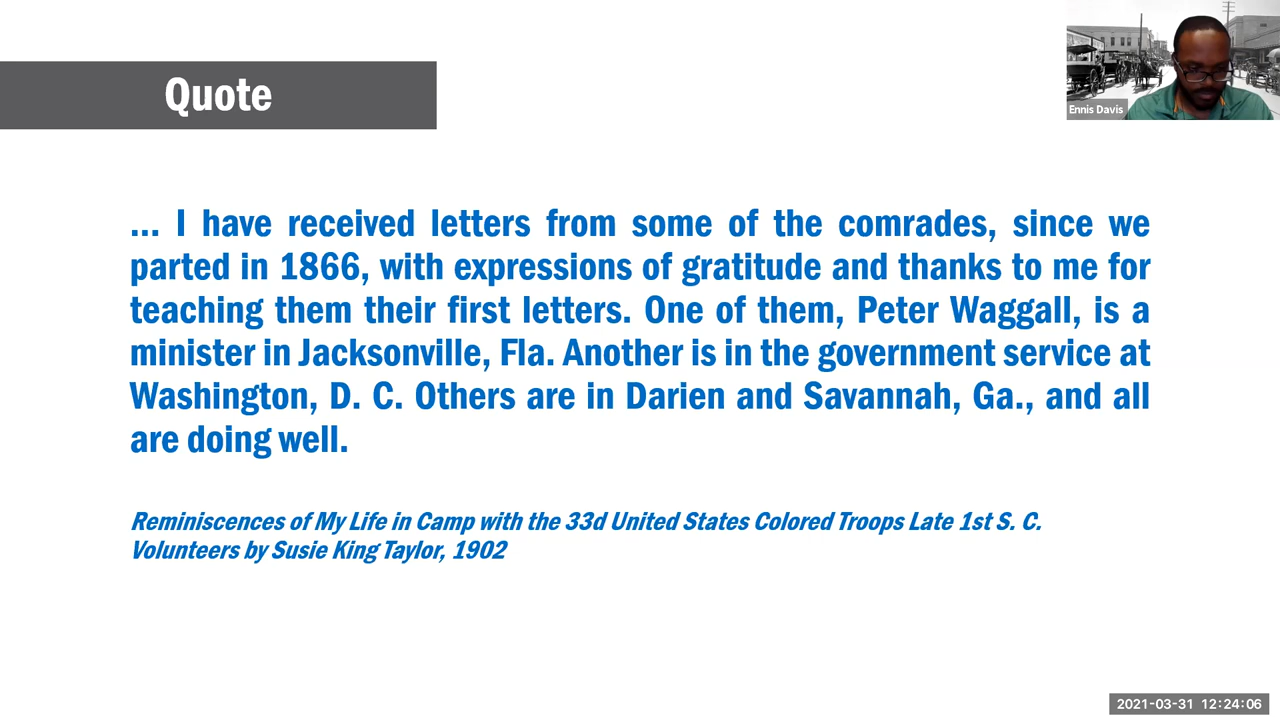 Quote
Ennis Davis
... I have received letters from some of the comrades, since we
parted in 1866, with expressions of gratitude and thanks to me for
teaching them their first letters. One of them, Peter Waggall, is a
minister in Jacksonville, Fla. Another is in the government service at
Washington, D. C. Others are in Darien and Savannah, Ga., and all
are doing well.
Reminiscences of My Life in Camp with the 33d United States Colored Troops Late 1st S. C.
Volunteers by Susie King Taylor, 1902
2021-03-31 12:24:06